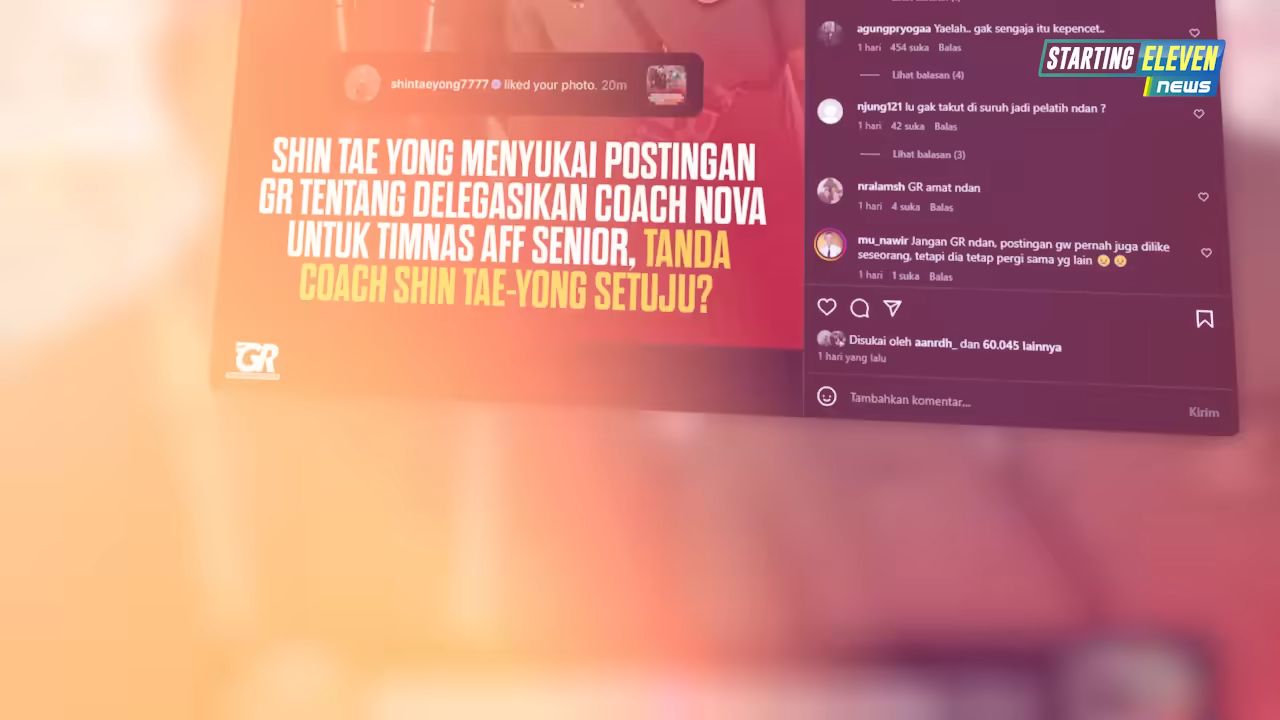 shintaeyong7777 liked your photo. 20m
SHIN TAE YONG MENYUKAI POSTINGAN
GR TENTANG DELEGASIKAN COACH NOVA
UNTUK TIMNAS AFF SENIOR, TANDA
COACH SHIN TAE-YONG SETUJU?
GR
agungpryogaa Yaelah.. gak sengaja itu kepencet..
1 hari 454 suka Balas
Lihat balasan (4)
njung121 lu gak takut di suruh jadi pelatih ndan ?
1 hari 42 suka Balas
Lihat balasan (3)
nralamsh GR amat ndan
1 hari 4 suka Balas
mu_nawir Jangan GR ndan, postingan gw pernah juga dilike
seseorang, tetapi dia tetap pergi sama yg lain
1 hari 1 suka Balas
Disukai oleh aanrdh_ dan 60.045 lainnya
1 hari yang lalu
Tambahkan komentar...
Kirim
STARTING ELEVEN
news